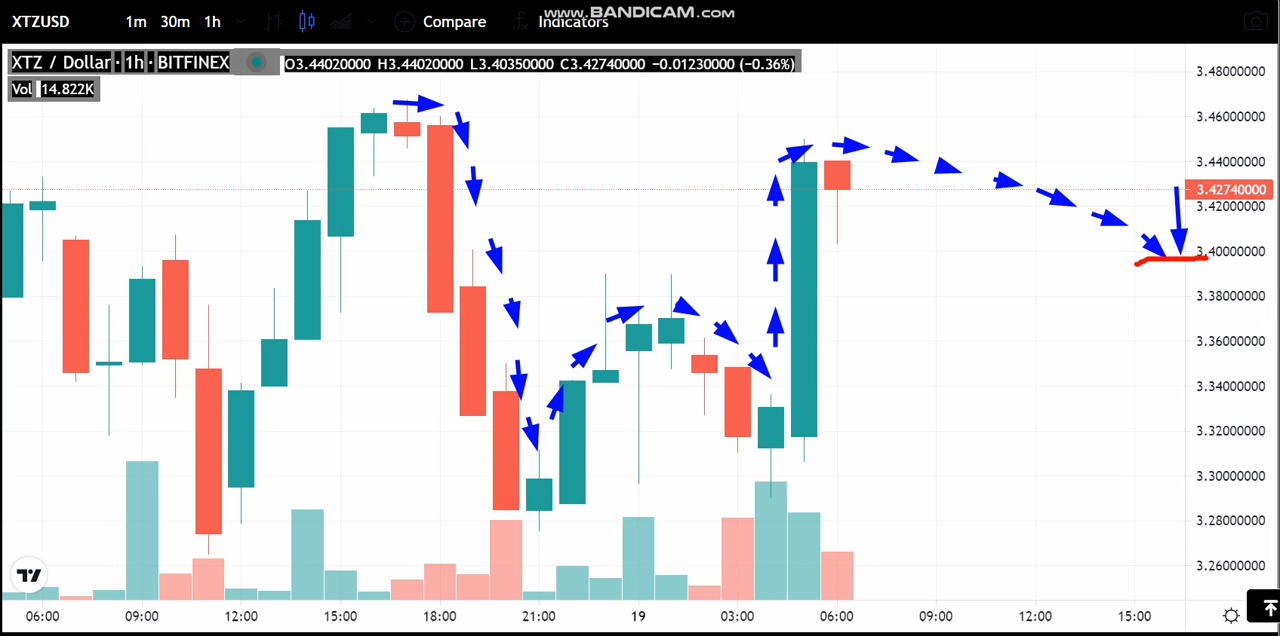 XTZUSD 1m 30m 1h Compare Indicators
www.BANDICAM.com
XTZ / Dollar · 1h · BITFINEX O3.44020000 H3.44020000 L3.40350000 C3.42740000 −0.01230000 (−0.36%)
Vol 14.822K
3.48000000
3.46000000
3.44000000
3.42740000
3.42000000
3.40000000
3.38000000
3.36000000
3.34000000
3.32000000
3.30000000
3.28000000
3.26000000
06:00 09:00 12:00 15:00 18:00 21:00 19 03:00 06:00 09:00 12:00 15:00